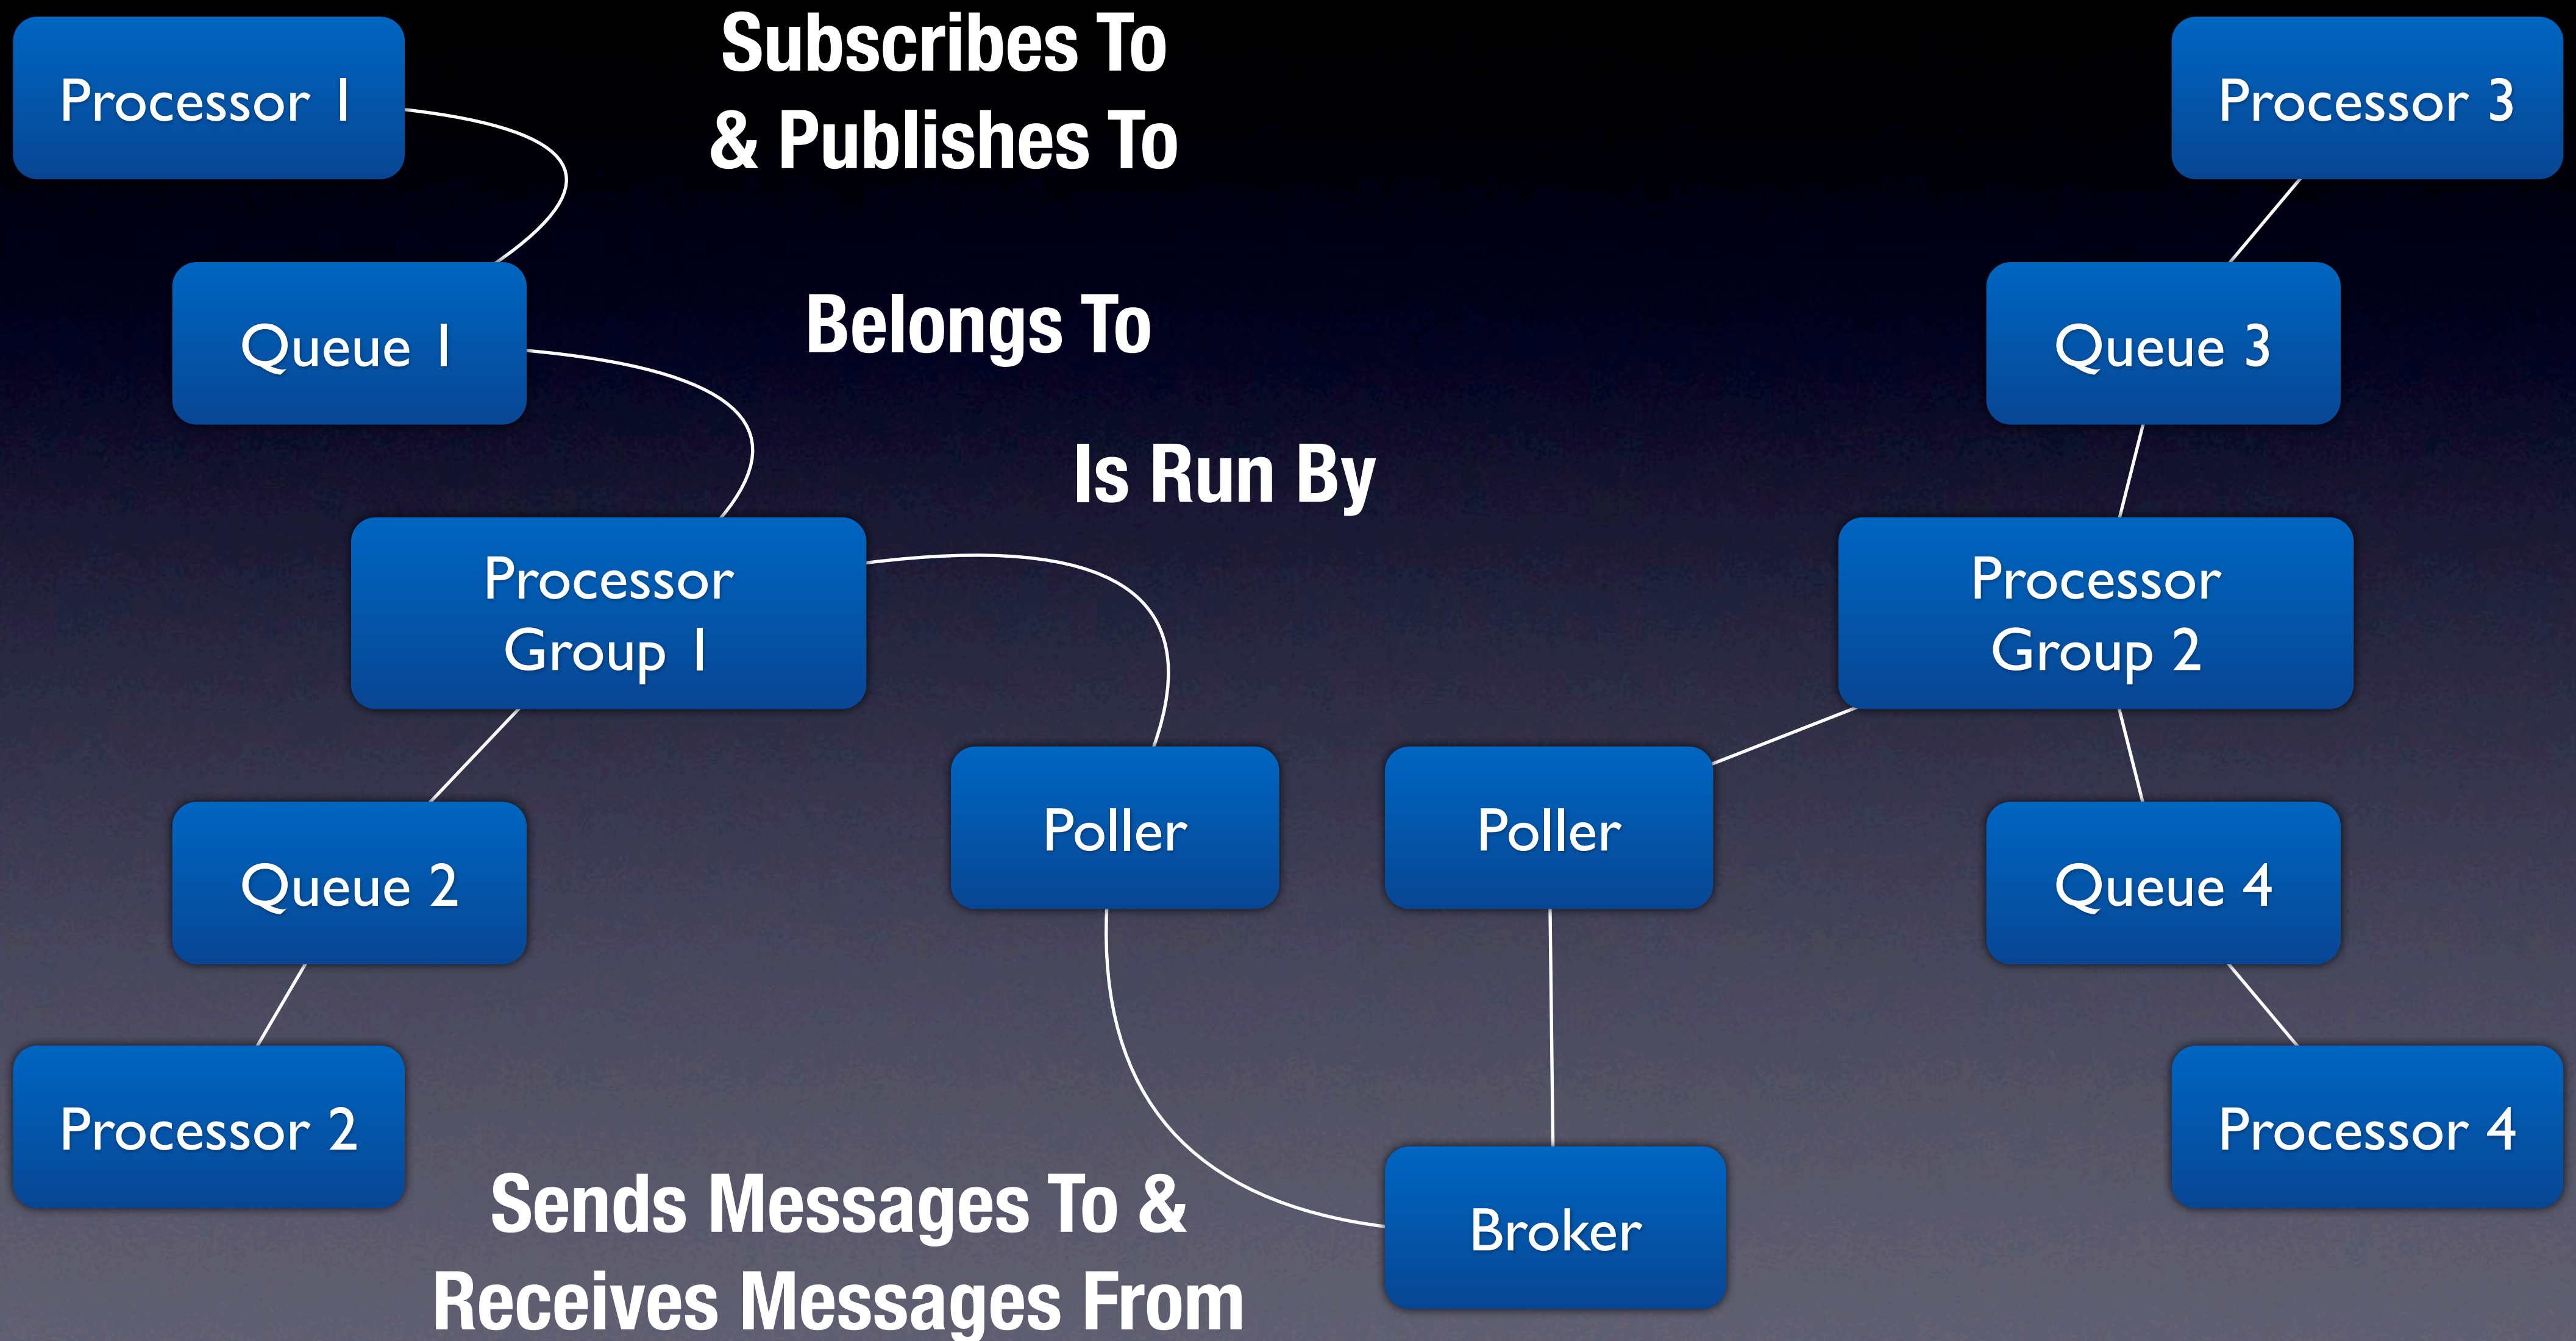 Processor 1
Subscribes To
& Publishes To
Processor 3
Queue 1
Belongs To
Queue 3
Is Run By
Processor
Group 1
Processor
Group 2
Poller
Poller
Queue 2
Queue 4
Processor 2
Processor 4
Sends Messages To &
Receives Messages From
Broker